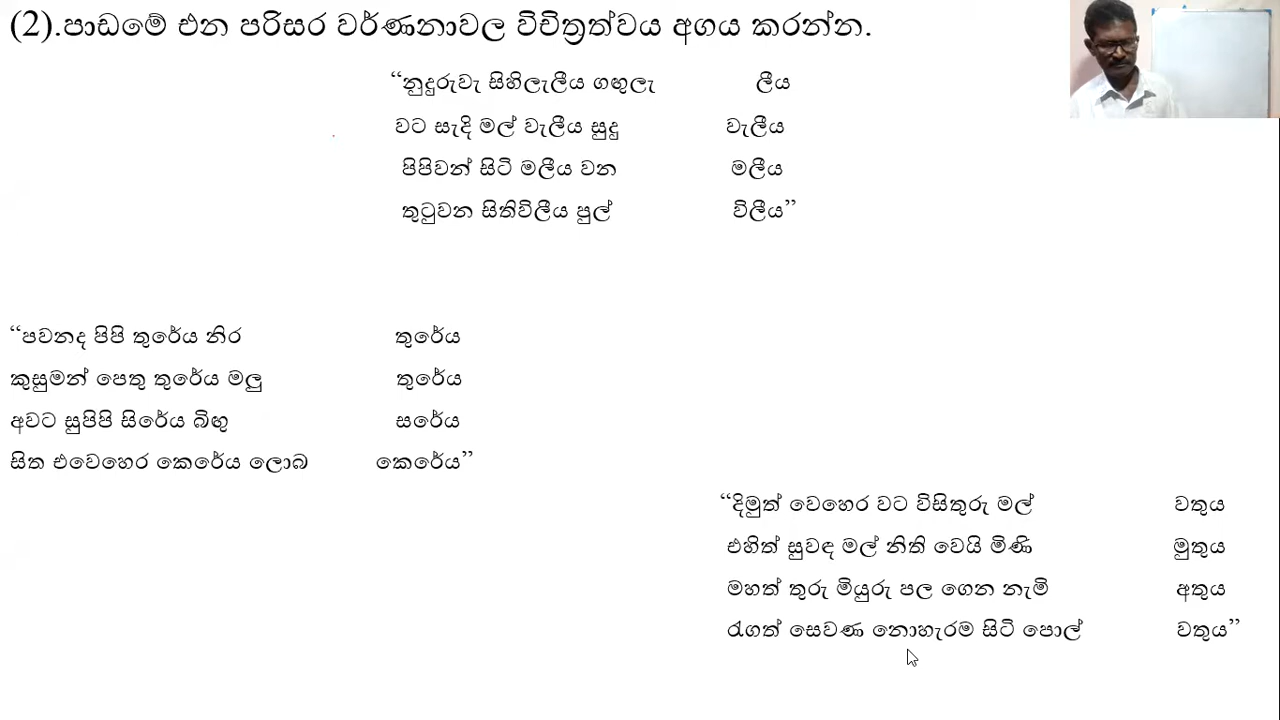 (2).පාඩමේ එන පරිසර වර්ණනාවල විචිත්‍රත්වය අගය කරන්න.
“නුදුරුවැ සිහිලැලීය ගඟුලැ ලීය
වට සැදි මල් වැලීය සුදු වැලීය
පිපිවන් සිටි මලීය වන මලීය
තුටුවන සිතිවිලීය පුල් විලීය”
“පවනද පිපි තුරේය නිර තුරේය
කුසුමන් පෙතු තුරේය මලු තුරේය
අවට සුපිපි සිරේය බිඟු සරේය
සිත එවෙහෙර කෙරේය ලොබ කෙරේය”
“දිමුත් වෙහෙර වට විසිතුරු මල් වතුය
එහිත් සුවඳ මල් නිති වෙයි මිණි මුතුය
මහත් තුරු මියුරු පල ගෙන නැමි අතුය
රැගත් සෙවණ නොහැරම සිටි පොල් වතුය”